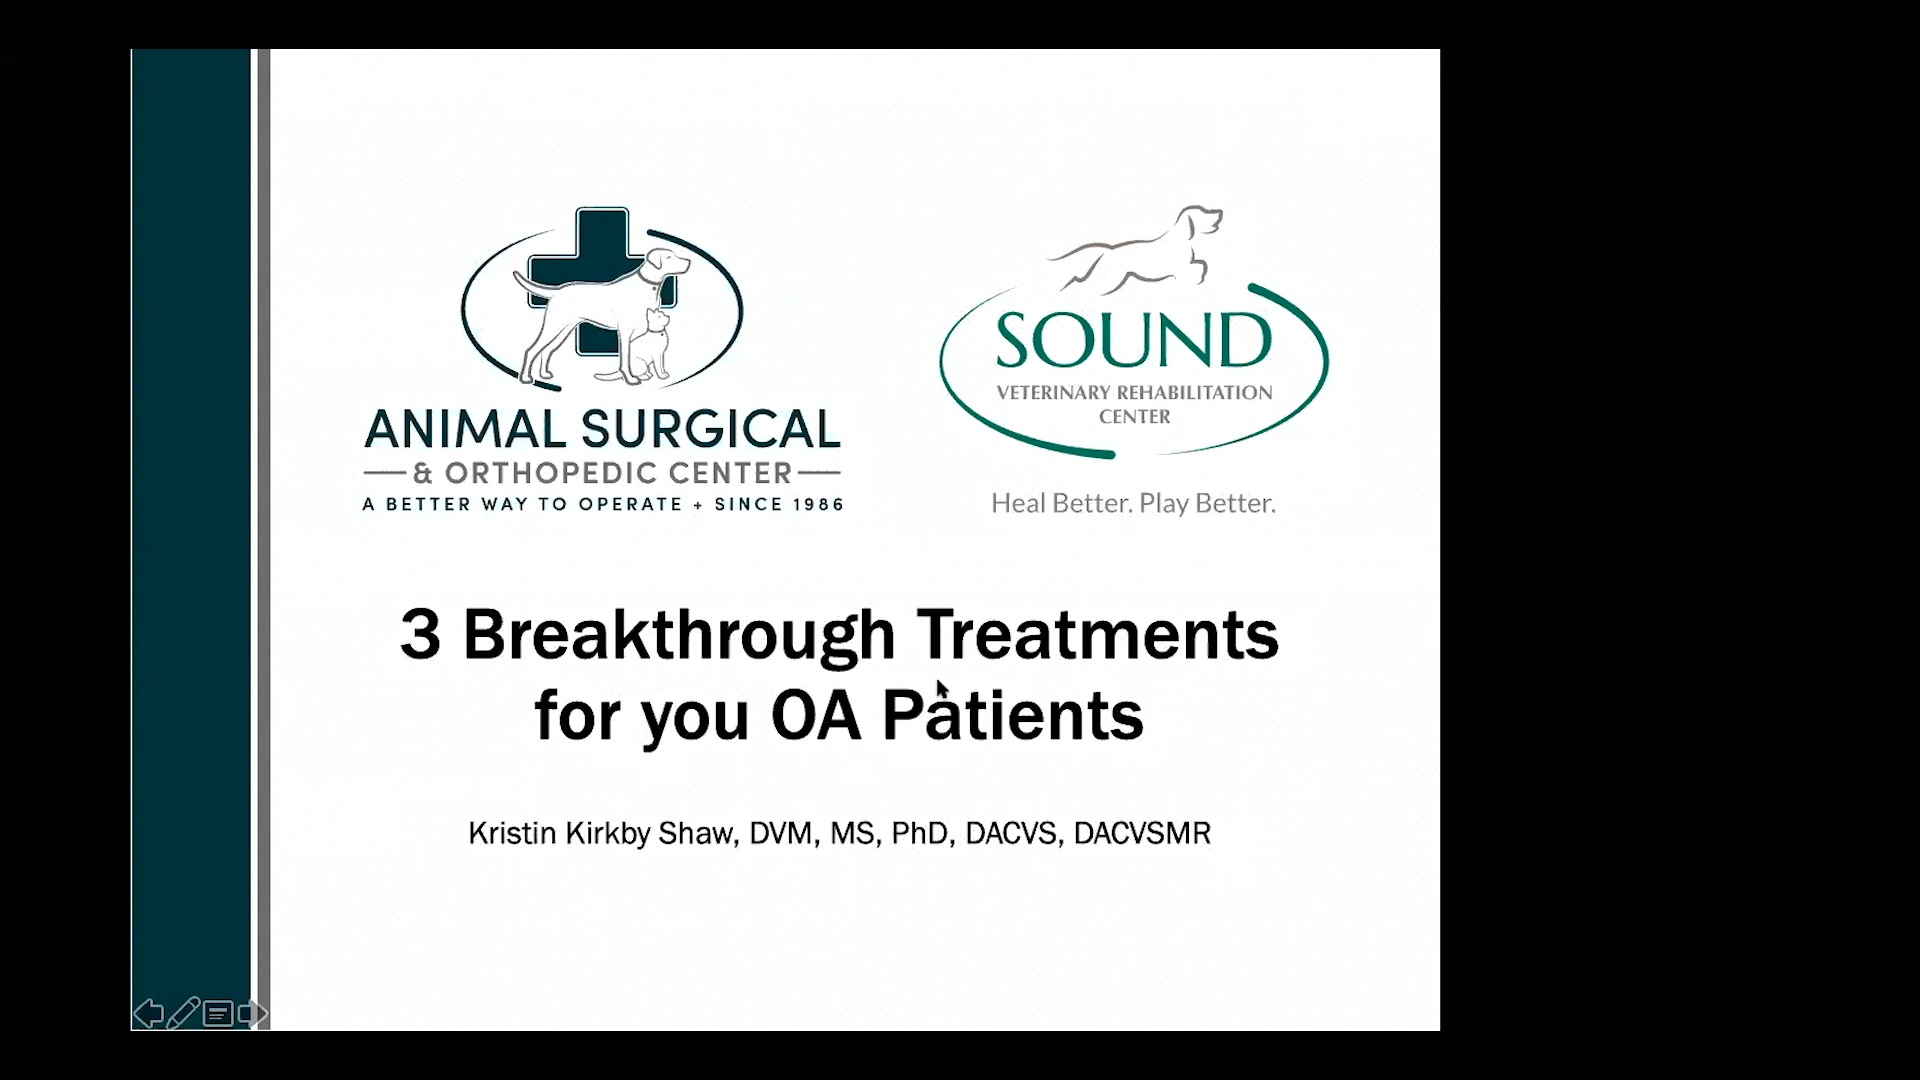 ANIMAL SURGICAL
& ORTHOPEDIC CENTER
A BETTER WAY TO OPERATE + SINCE 1986
SOUND
VETERINARY REHABILITATION
CENTER
Heal Better. Play Better.
3 Breakthrough Treatments
for you OA Patients
Kristin Kirkby Shaw, DVM, MS, PhD, DACVS, DACVSMR